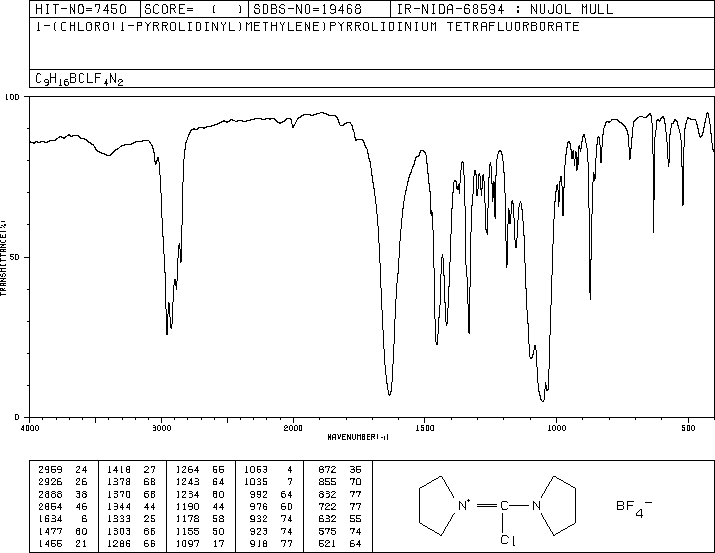 HIT-NO=7450 SCORE= ( ) SDBS-NO=19468 IR-NIDA-68594 : NUJOL MULL
1-(CHLORO(1-PYRROLIDINYL)METHYLENE)PYRROLIDINIUM TETRAFLUORBORATE
C9H16BCLF4N2
100
50
0
TRANSMITTANCE(%)
4000 3000 2000 1500 1000 500
WAVENUMBER(-1)
2969 24 1418 27 1264 66 1063 4 872 36
2926 26 1378 68 1243 64 1035 7 855 70
2888 38 1370 68 1234 60 992 64 832 77
2854 46 1344 44 1190 44 976 60 722 77
1634 6 1333 25 1178 58 932 74 632 55
1477 60 1303 66 1155 50 923 74 575 74
1455 21 1286 66 1097 17 918 77 521 64
N+ C N BF4−
Cl